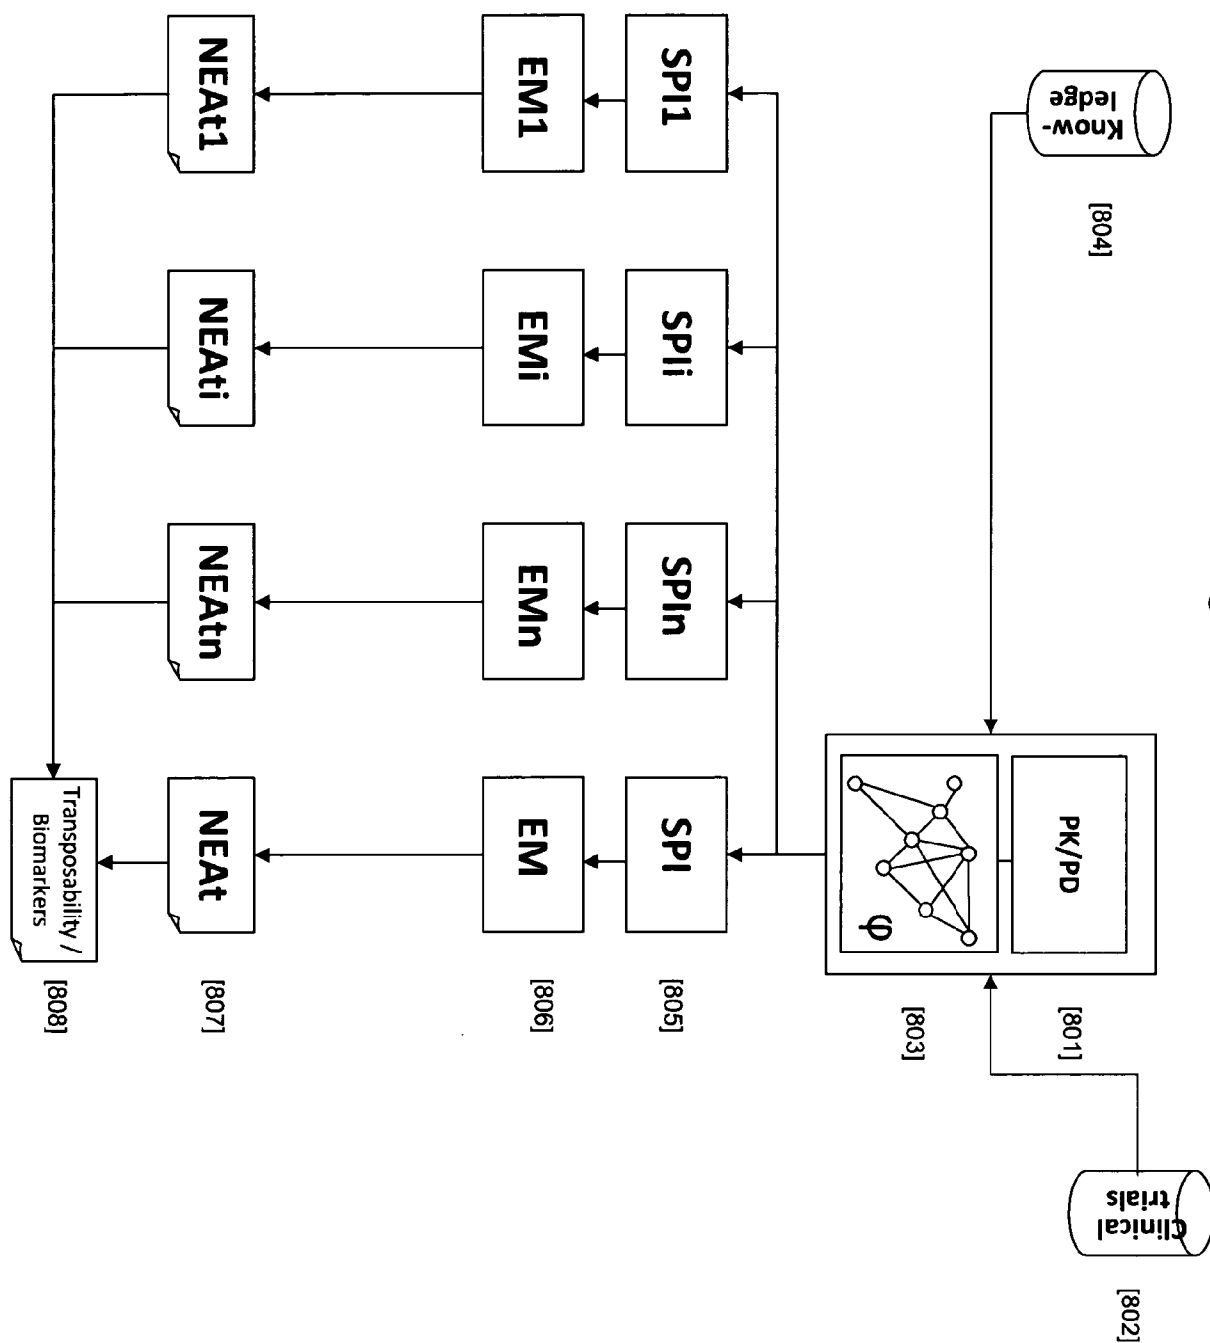 Know-
ledge
[804]
Clinical
trials
[802]
PK/PD
[801]
φ
[803]
SPI1
SPIi
SPIn
SPI
[805]
EM1
EMi
EMn
EM
[806]
NEAt1
NEAti
NEAtn
NEAt
[807]
Transposability /
Biomarkers
[808]